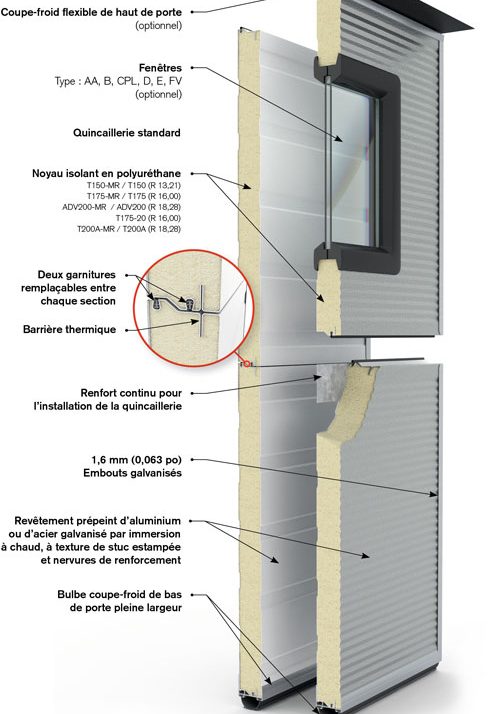 Coupe-froid flexible de haut de porte
(optionnel)
Fenêtres
Type : AA, B, CPL, D, E, FV
(optionnel)
Quincaillerie standard
Noyau isolant en polyuréthane
T150-MR / T150 (R 13,21)
T175-MR / T175 (R 16,00)
ADV200-MR / ADV200 (R 18,28)
T175-20 (R 16,00)
T200A-MR / T200A (R 18,28)
Deux garnitures
remplaçables entre
chaque section
Barrière thermique
Renfort continu pour
l'installation de la quincaillerie
1,6 mm (0,063 po)
Embouts galvanisés
Revêtement prépeint d'aluminium
ou d'acier galvanisé par immersion
à chaud, à texture de stuc estampée
et nervures de renforcement
Bulbe coupe-froid de bas
de porte pleine largeur